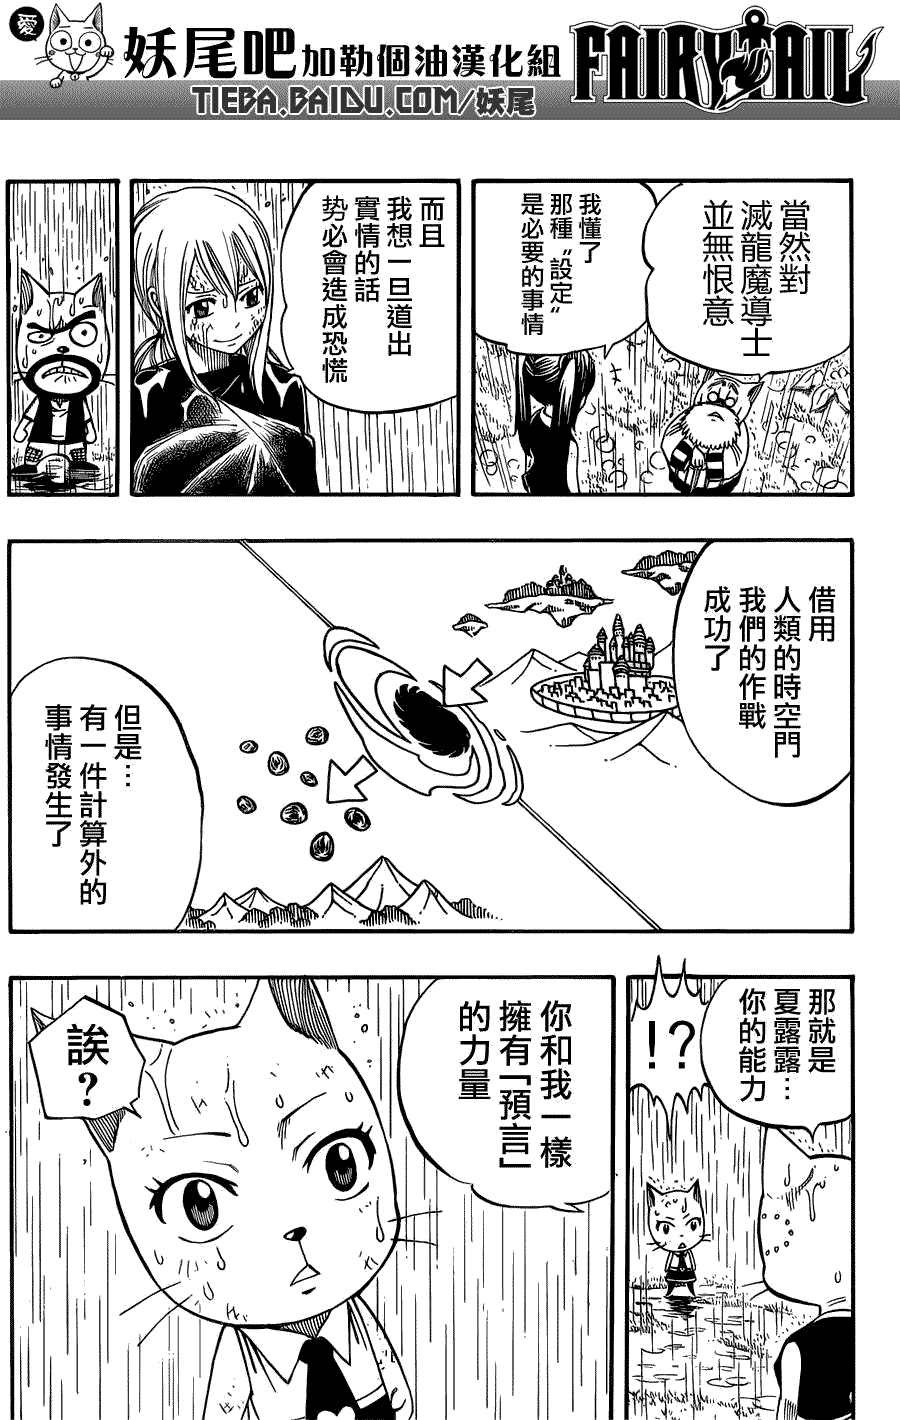 愛
妖尾吧
加勒個油漢化組
TIEBA.BAIDU.COM/妖尾
FAIRY TAIL
當然對
滅龍魔導士
並無恨意
我懂了
那種“設定”
是必要的事情
而且
我想一旦道出
實情的話
势必會造成恐慌
借用
人類的時空門
我們的作戰
成功了
但是…
有一件計算外的
事情發生了
那就是
夏露露…
你的能力
!?
你和我一樣
擁有「預言」
的力量
誒？